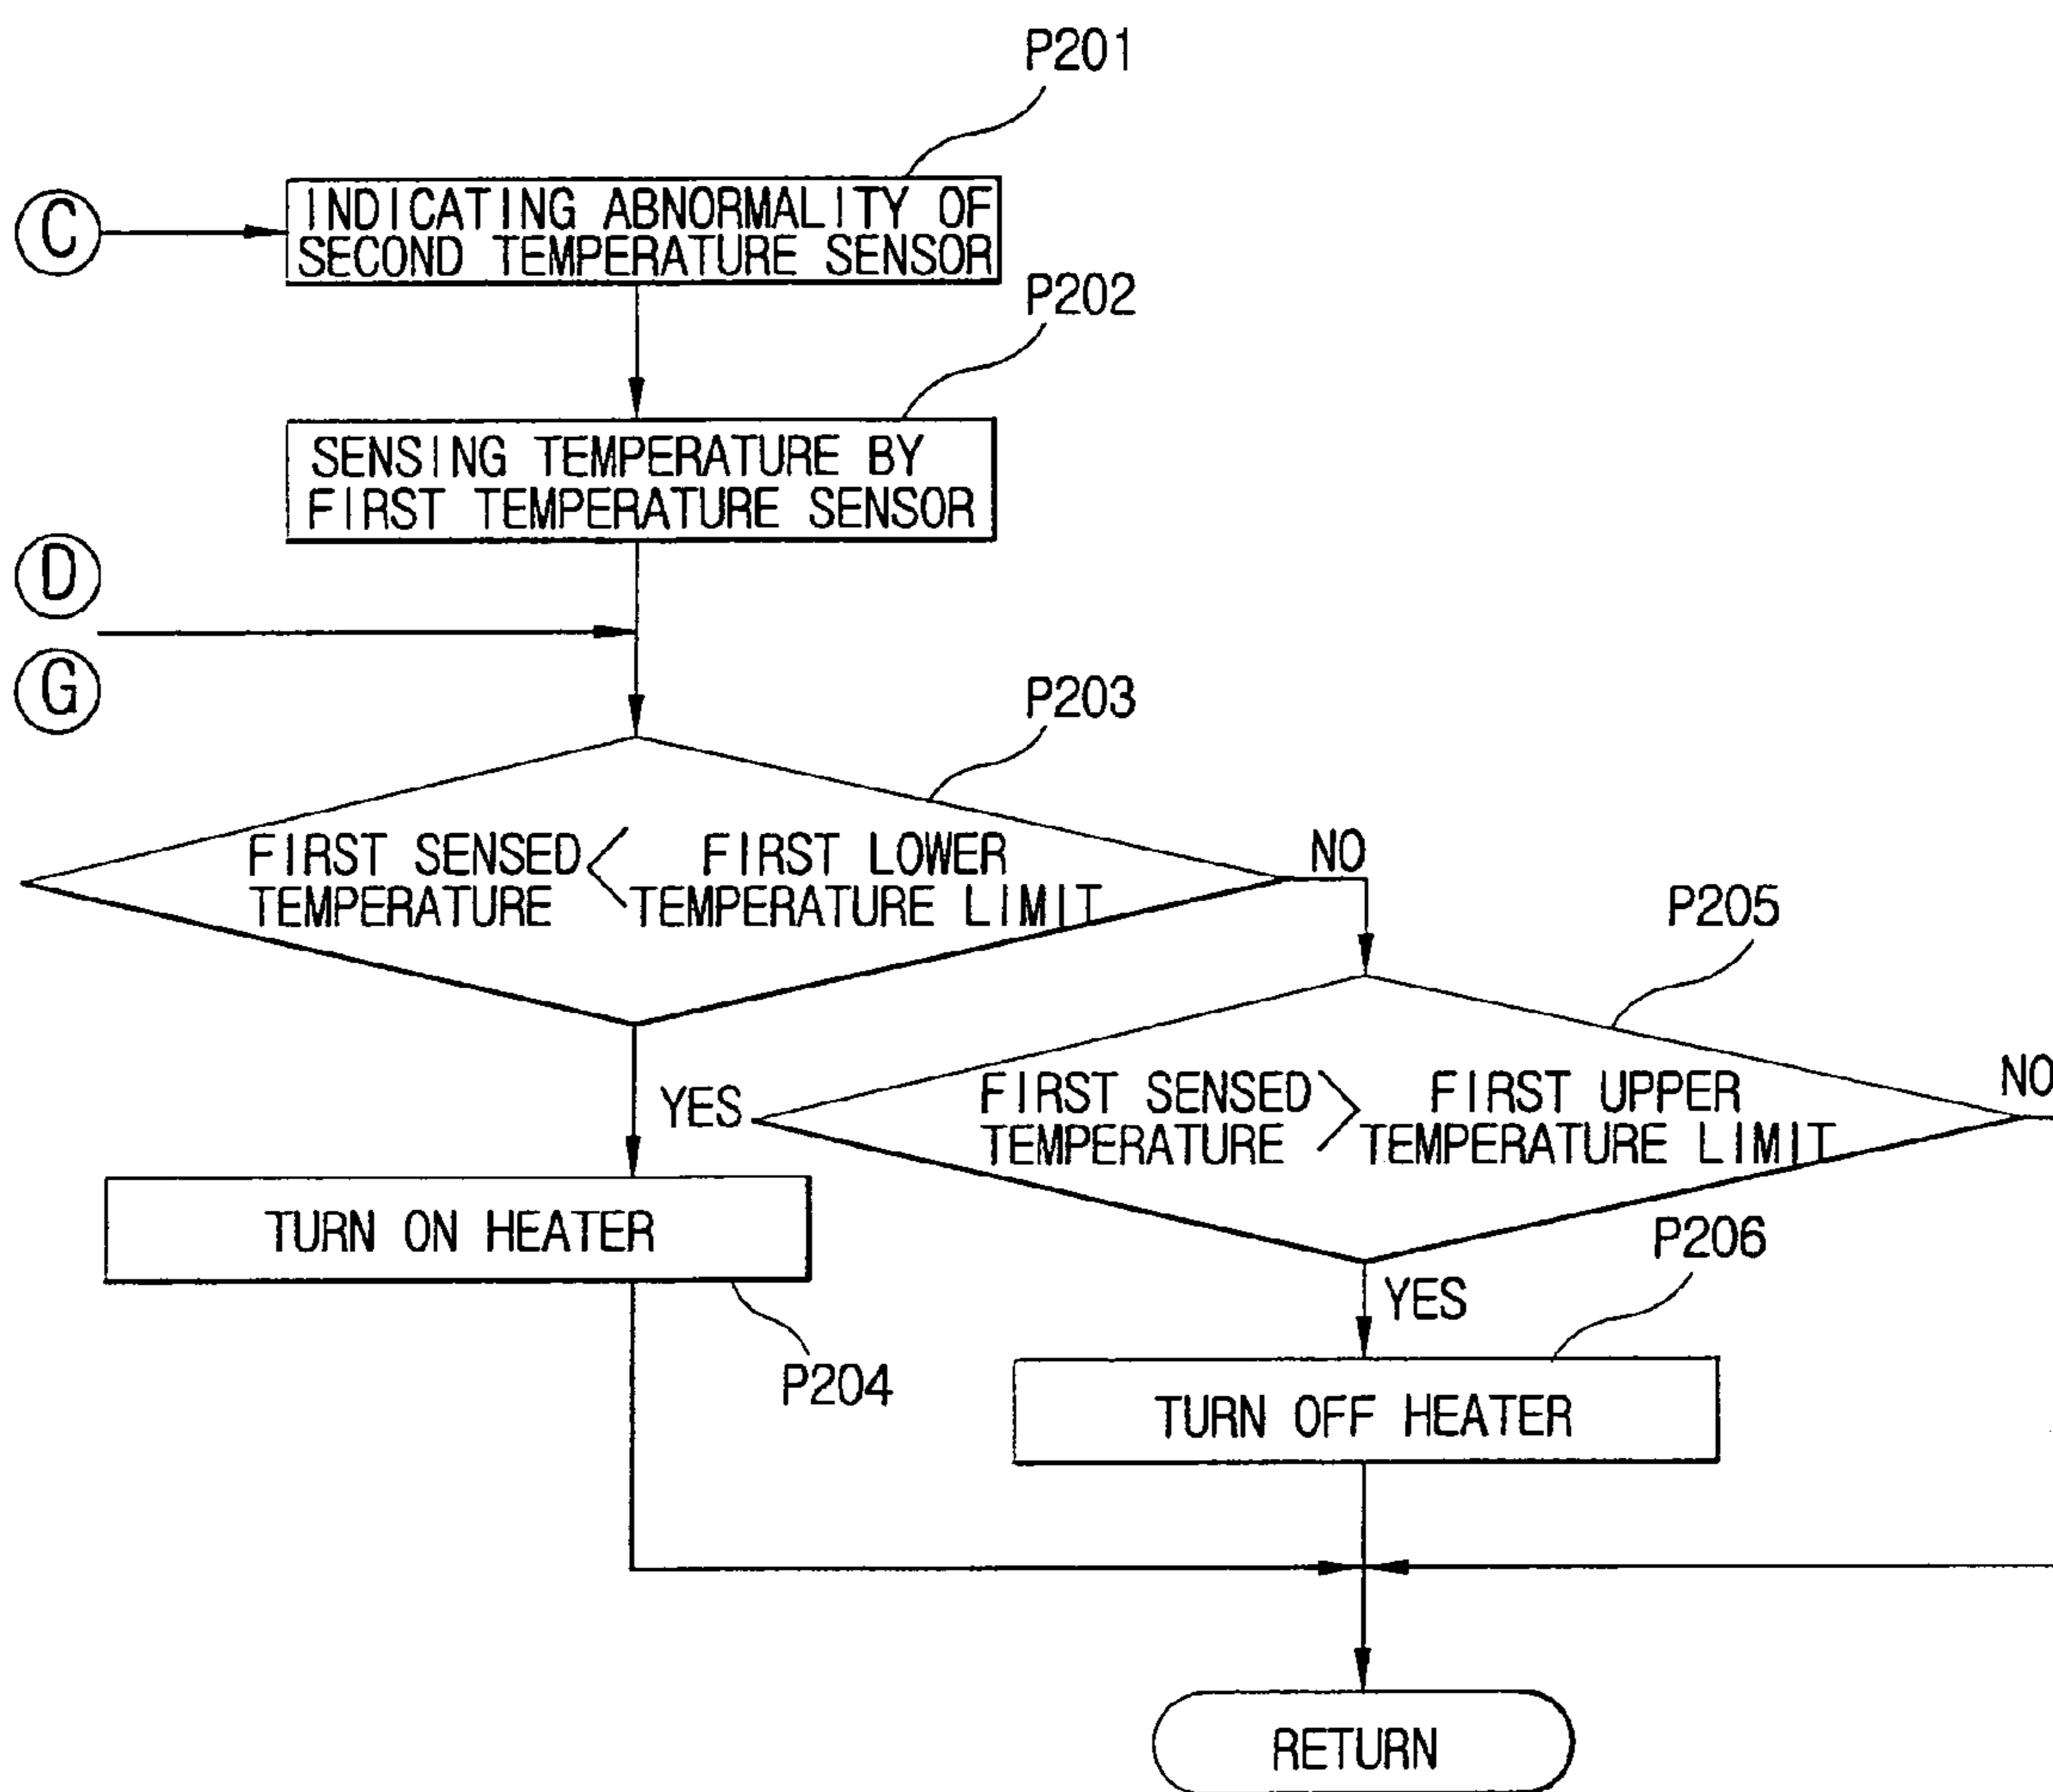 P201
C
INDICATING ABNORMALITY OF
SECOND TEMPERATURE SENSOR
P202
SENSING TEMPERATURE BY
FIRST TEMPERATURE SENSOR
D
G
P203
FIRST SENSED < FIRST LOWER
TEMPERATURE TEMPERATURE LIMIT
NO
P205
YES
FIRST SENSED > FIRST UPPER
TEMPERATURE TEMPERATURE LIMIT
NO
TURN ON HEATER
P204
YES
P206
TURN OFF HEATER
RETURN